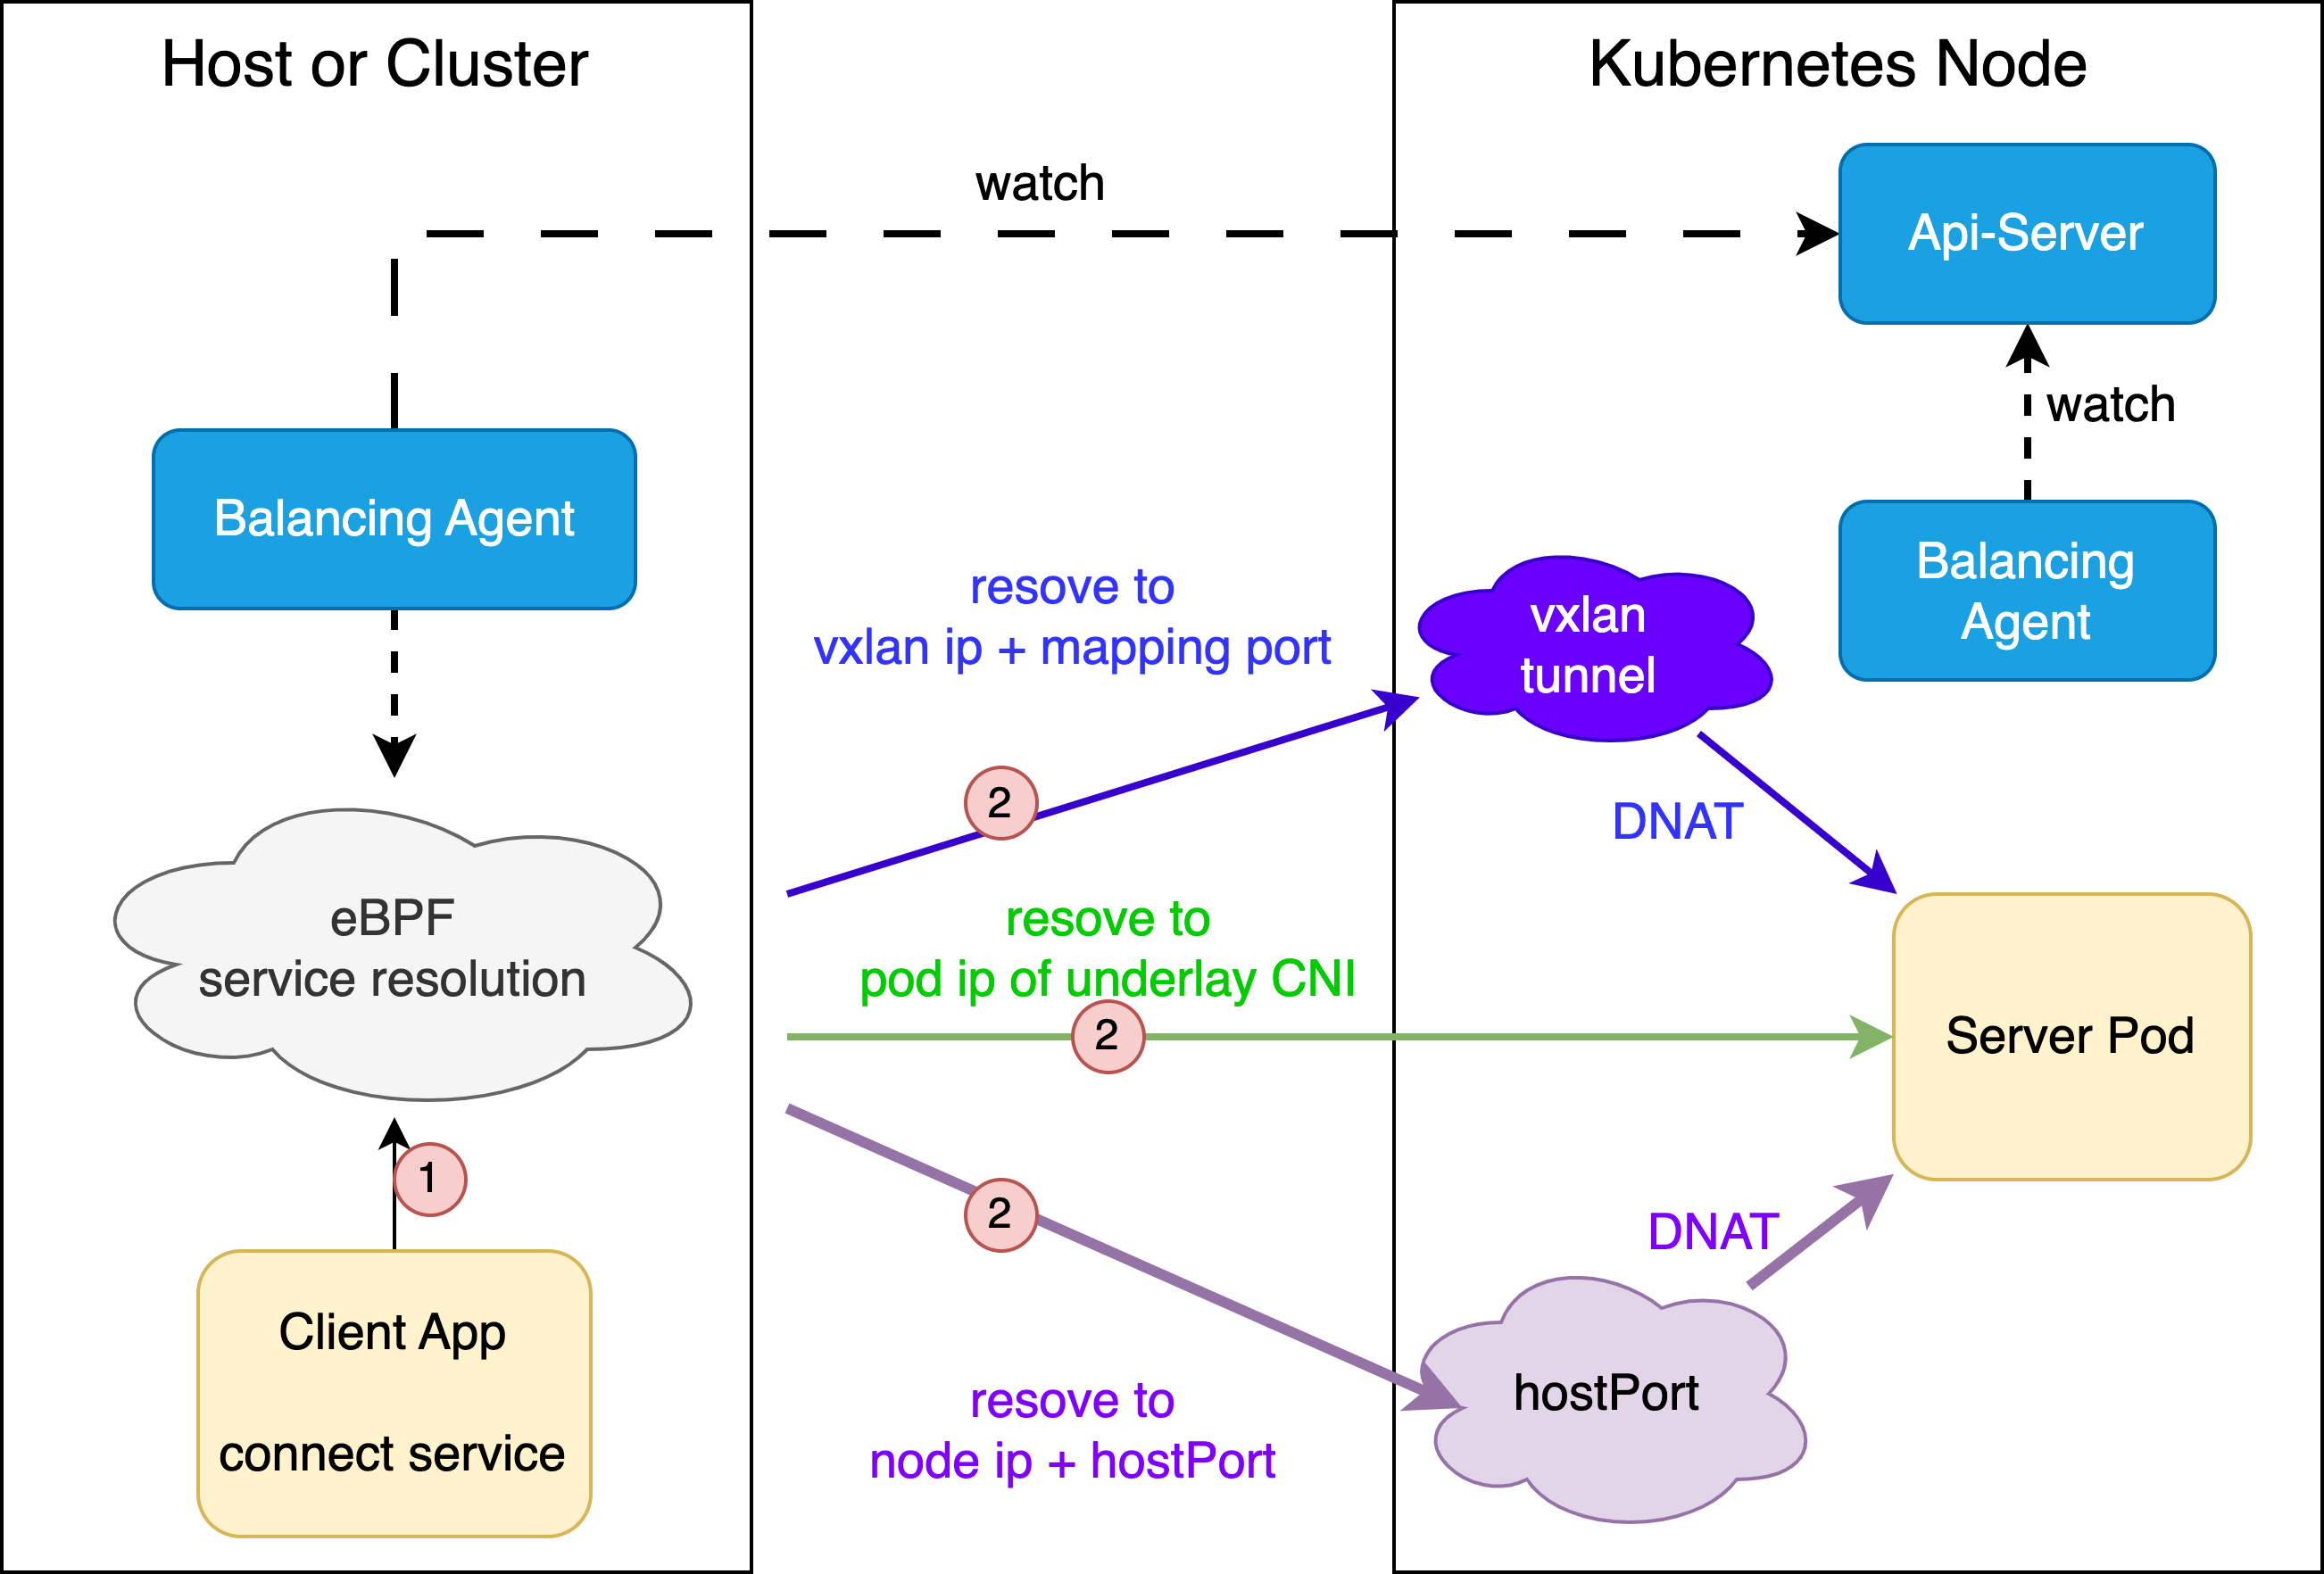 Host or Cluster
Kubernetes Node
watch
Api-Server
watch
Balancing Agent
Balancing
Agent
resove to
vxlan ip + mapping port
vxlan
tunnel
2
DNAT
eBPF
service resolution
resove to
pod ip of underlay CNI
2
Server Pod
1
2
DNAT
Client App
connect service
resove to
node ip + hostPort
hostPort